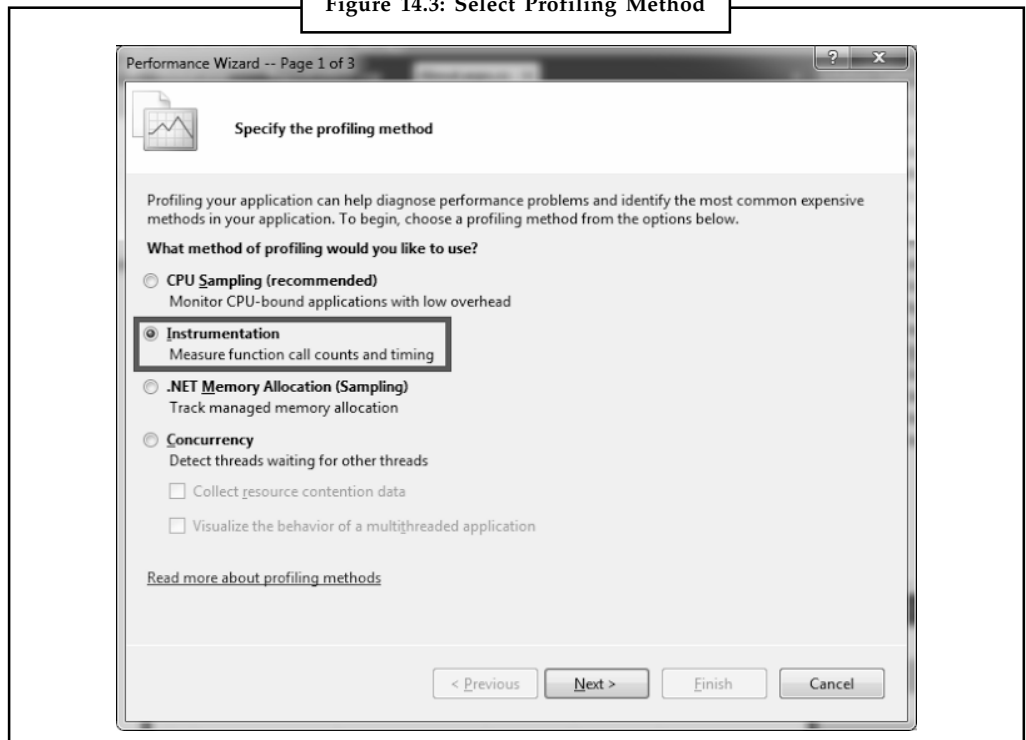 Figure 14.3: Select Profiling Method
Performance Wizard -- Page 1 of 3
? x
Specify the profiling method
Profiling your application can help diagnose performance problems and identify the most common expensive
methods in your application. To begin, choose a profiling method from the options below.
What method of profiling would you like to use?
CPU Sampling (recommended)
Monitor CPU-bound applications with low overhead
Instrumentation
Measure function call counts and timing
.NET Memory Allocation (Sampling)
Track managed memory allocation
Concurrency
Detect threads waiting for other threads
Collect resource contention data
Visualize the behavior of a multithreaded application
Read more about profiling methods
< Previous Next > Finish Cancel